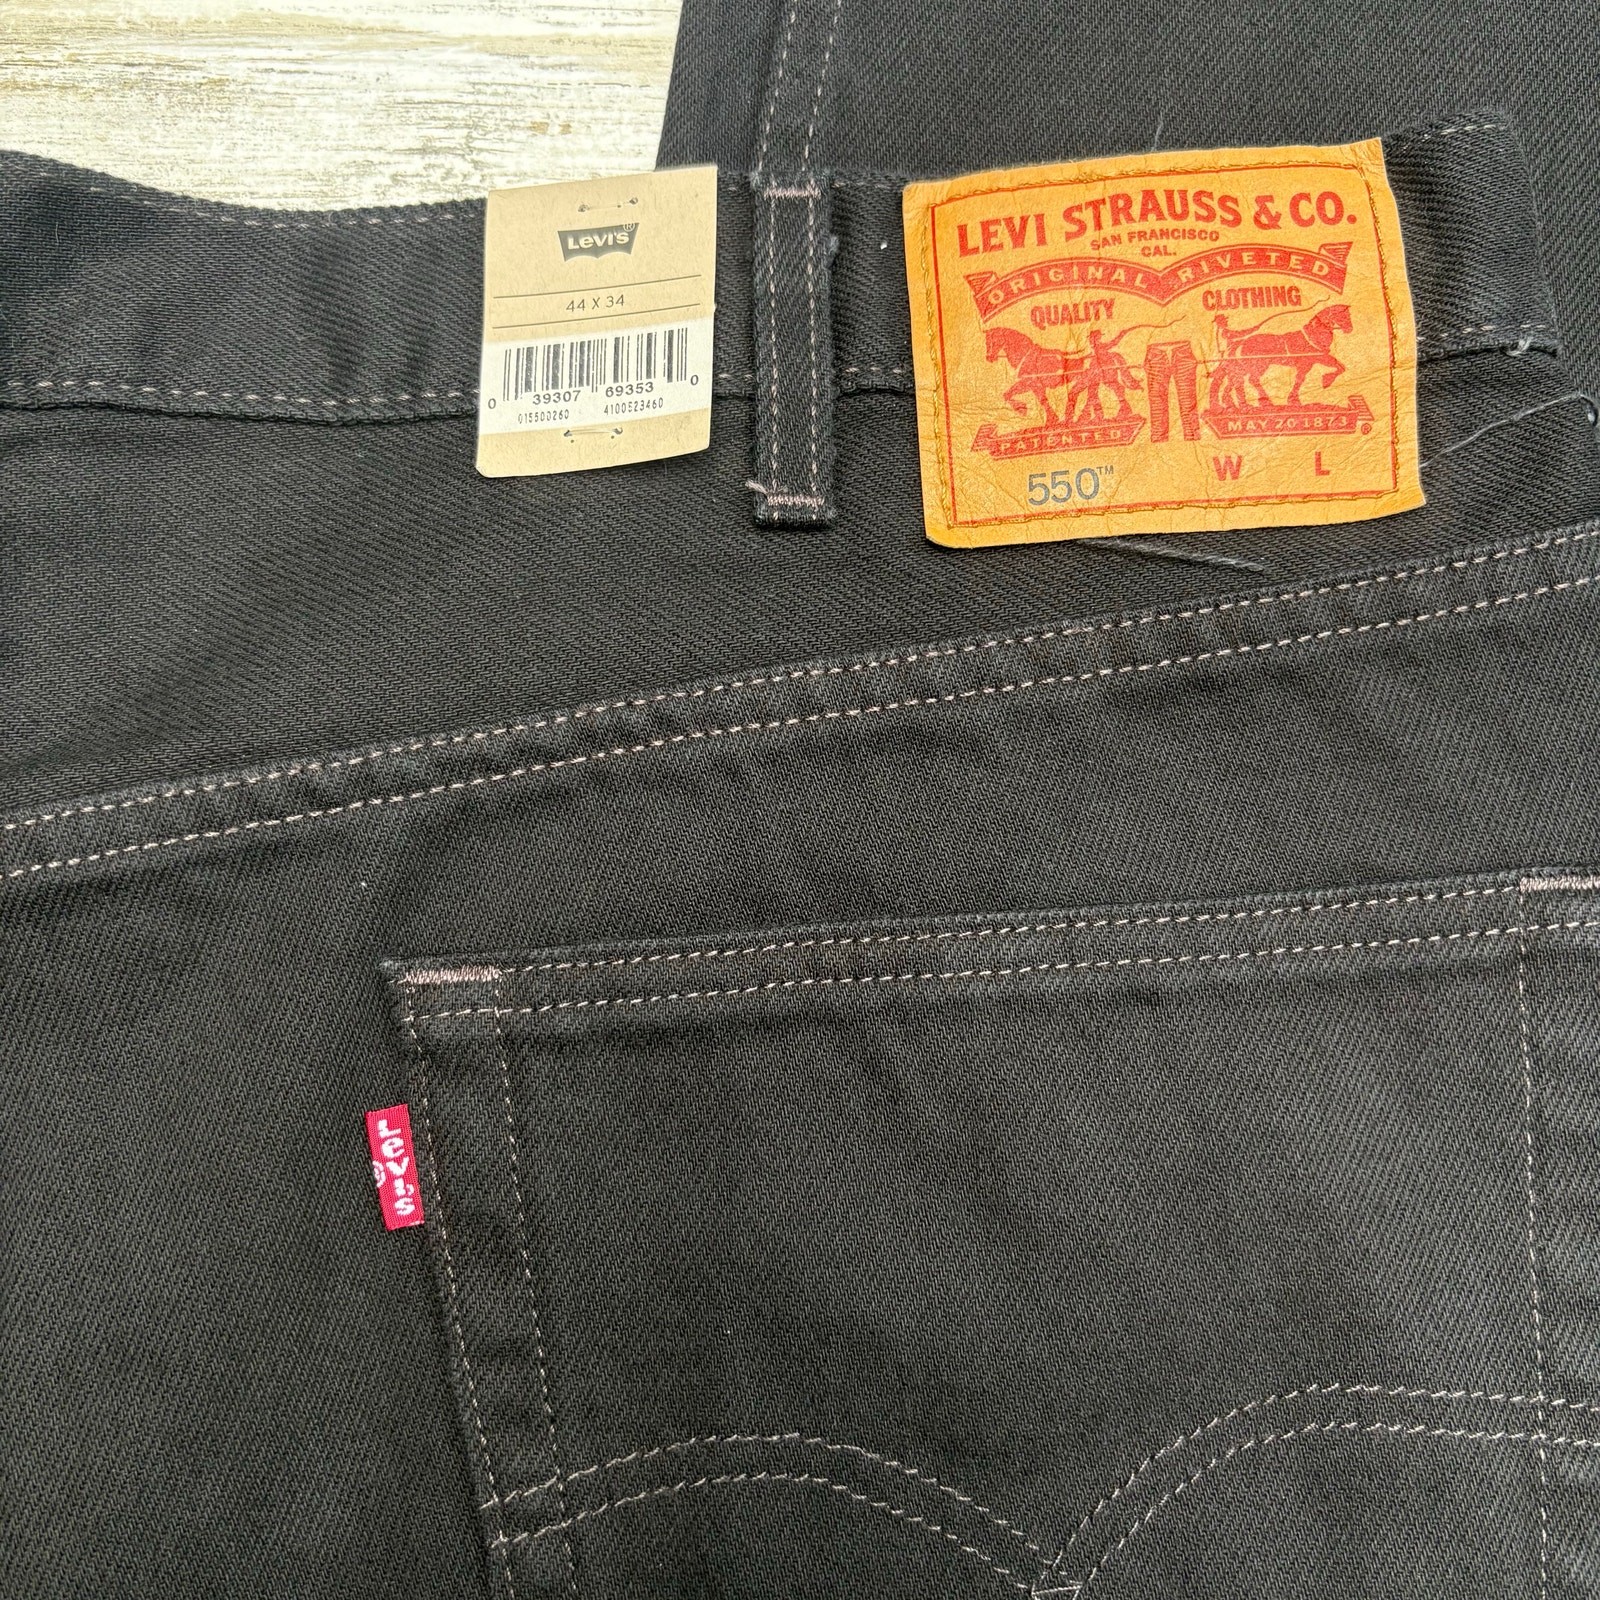 Levi's®
44 X 34
0 39307 69353 0
015500260 4100523460
LEVI STRAUSS & CO.
SAN FRANCISCO
CAL.
ORIGINAL RIVETED
QUALITY CLOTHING
PATENTED MAY 20 1873 ®
550™ W L
Levi's®